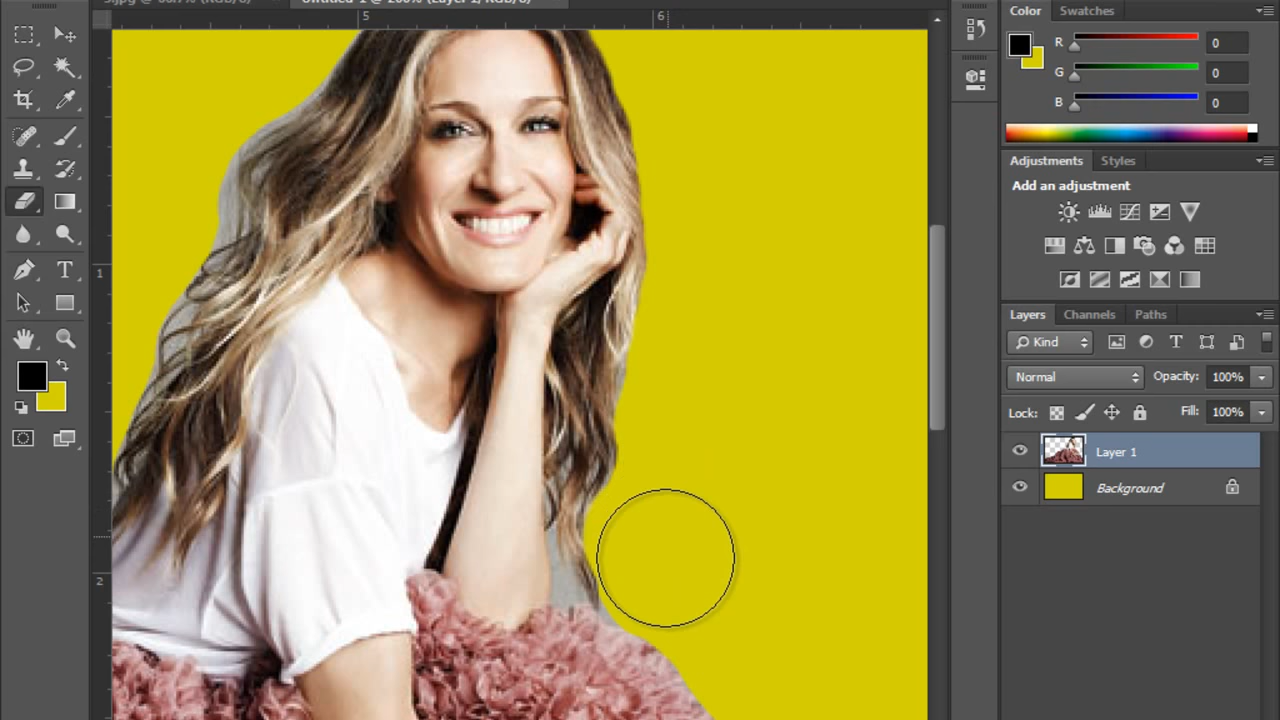 5
6
1
2
Color
Swatches
R
0
G
0
B
0
Adjustments
Styles
Add an adjustment
Layers
Channels
Paths
Kind
Normal
Opacity:
100%
Lock:
Fill:
100%
Layer 1
Background